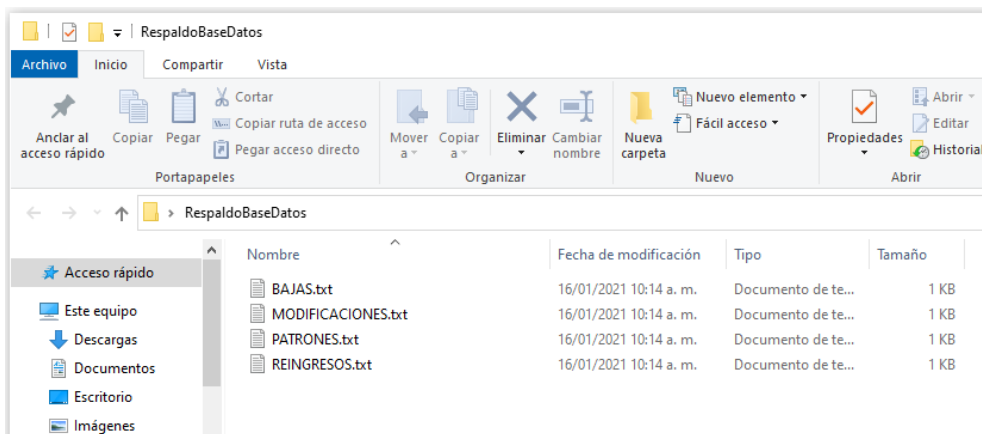 RespaldoBaseDatos
Archivo Inicio Compartir Vista
Anclar al acceso rápido
Copiar
Pegar
Cortar
Copiar ruta de acceso
Pegar acceso directo
Portapapeles
Mover a
Copiar a
Eliminar
Cambiar nombre
Organizar
Nueva carpeta
Nuevo elemento
Fácil acceso
Nuevo
Propiedades
Abrir
Editar
Historial
Abrir
RespaldoBaseDatos
Acceso rápido
Este equipo
Descargas
Documentos
Escritorio
Imágenes
Nombre Fecha de modificación Tipo Tamaño
BAJAS.txt 16/01/2021 10:14 a. m. Documento de te... 1 KB
MODIFICACIONES.txt 16/01/2021 10:14 a. m. Documento de te... 1 KB
PATRONES.txt 16/01/2021 10:14 a. m. Documento de te... 1 KB
REINGRESOS.txt 16/01/2021 10:14 a. m. Documento de te... 1 KB